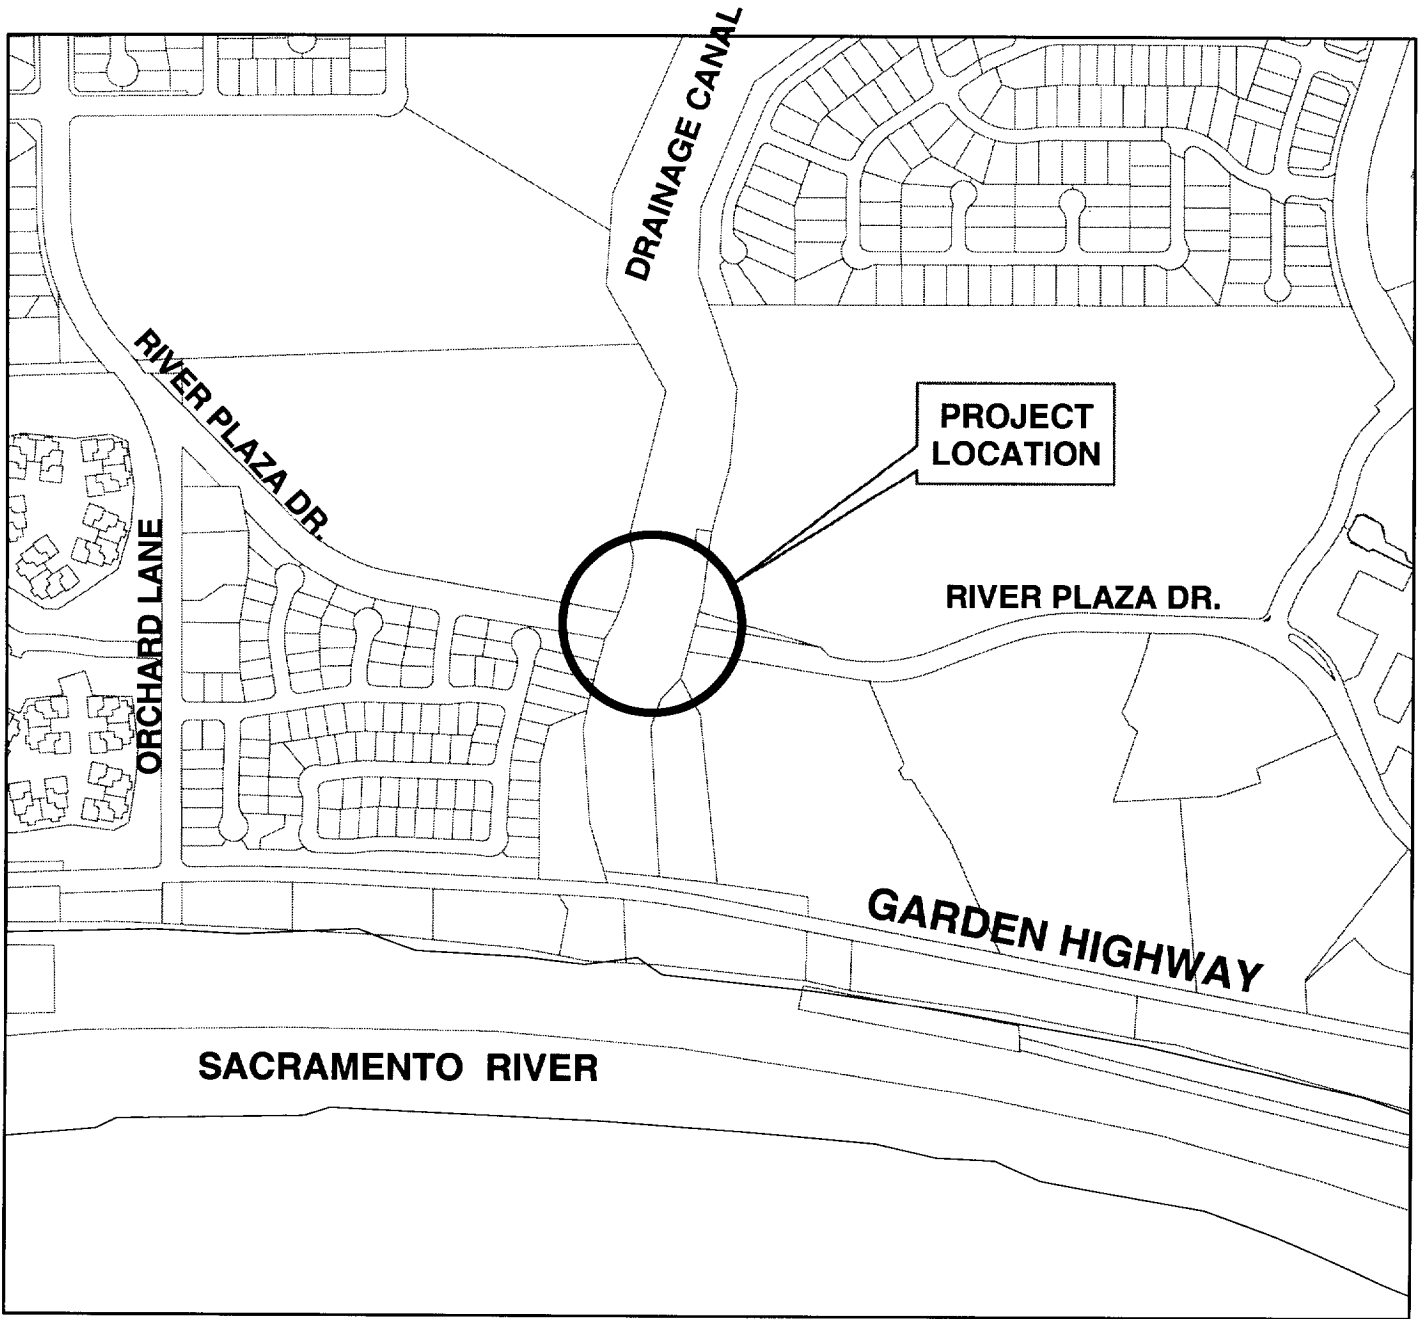 DRAINAGE CANAL
RIVER PLAZA DR.
PROJECT
LOCATION
ORCHARD LANE
RIVER PLAZA DR.
GARDEN HIGHWAY
SACRAMENTO RIVER